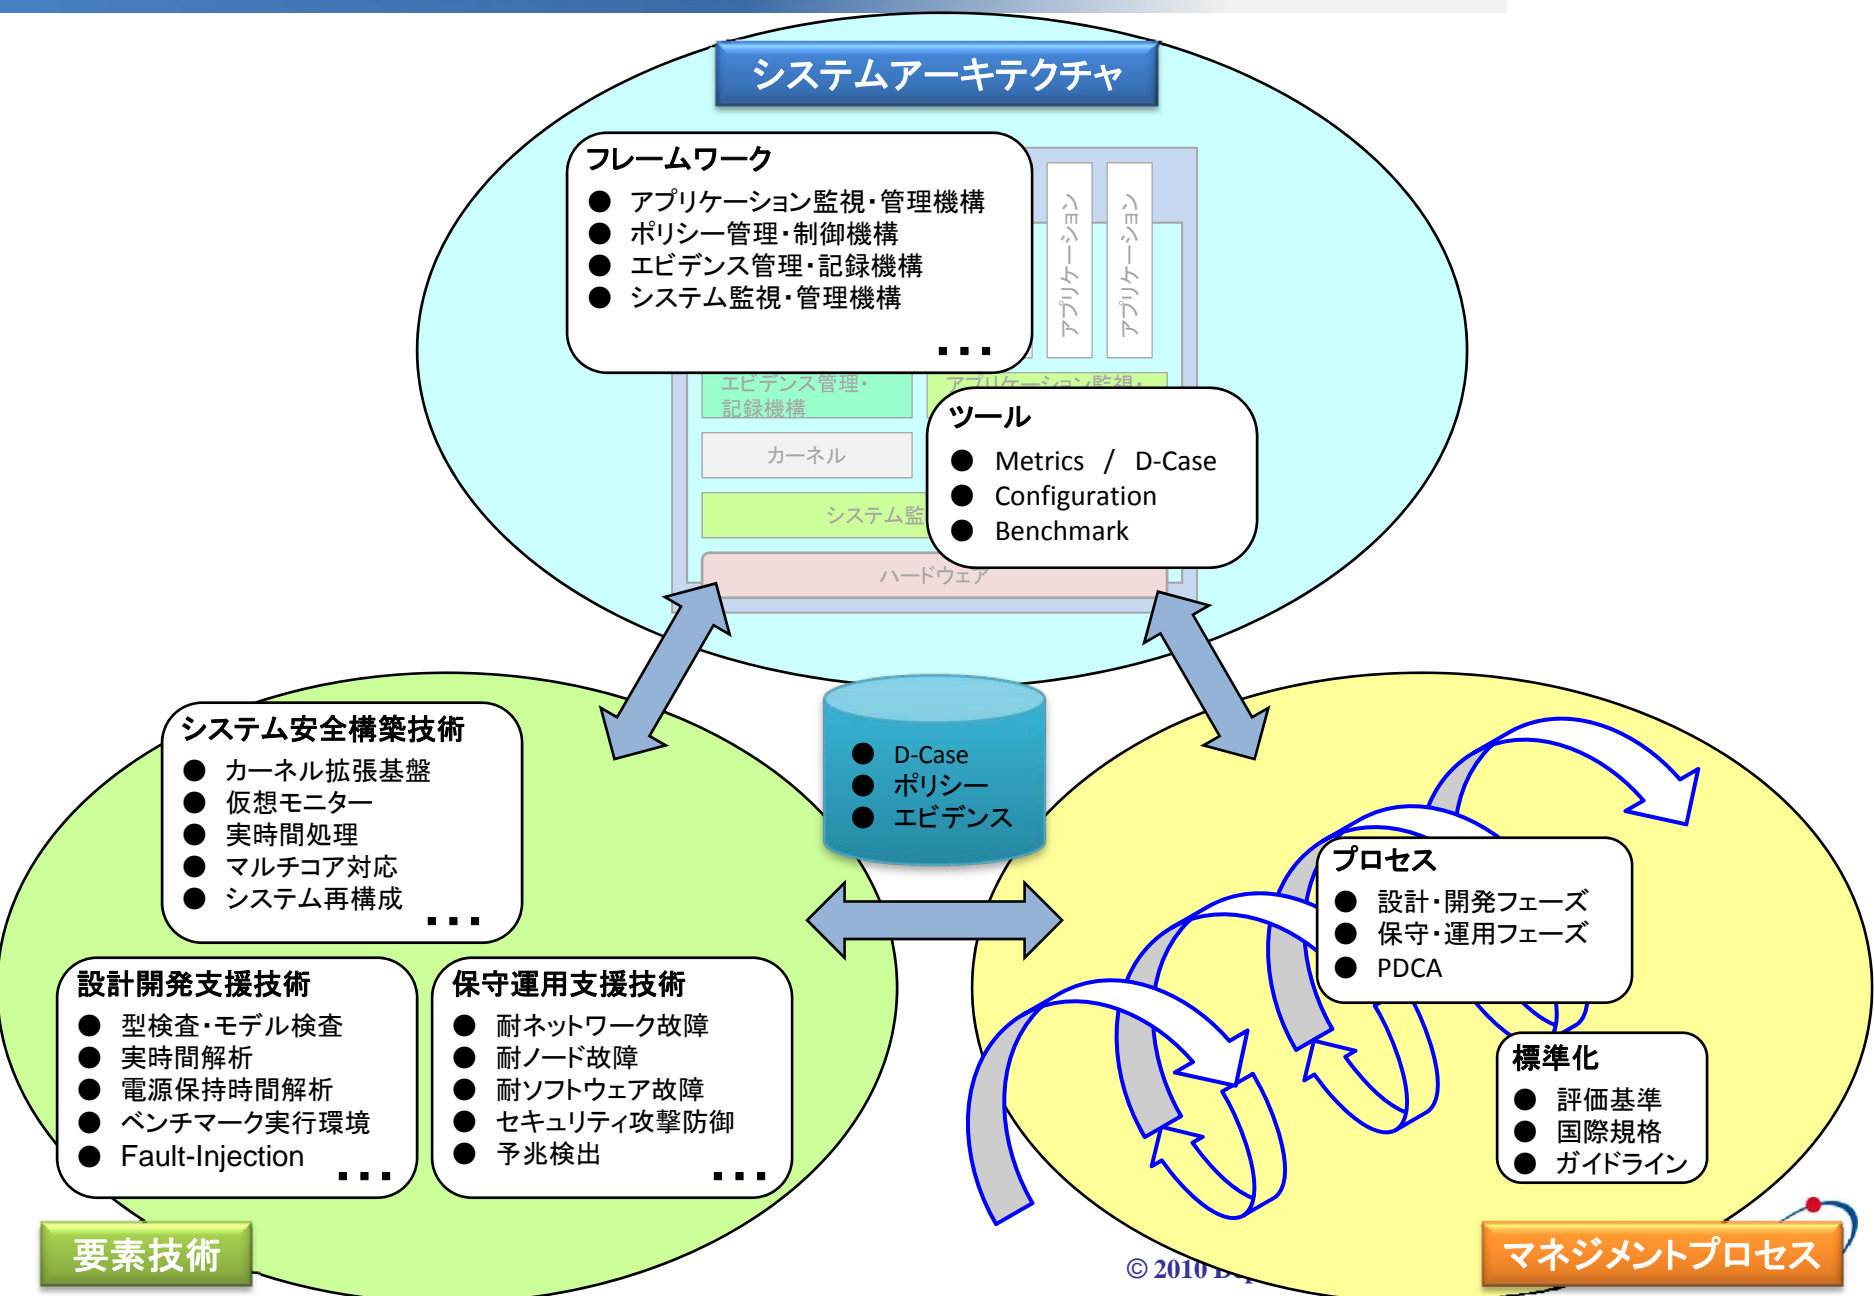 システムアーキテクチャ
フレームワーク
● アプリケーション監視・管理機構
● ポリシー管理・制御機構
● エビデンス管理・記録機構
● システム監視・管理機構
...
アプリケーション
アプリケーション
エビデンス管理・
記録機構
アプリケーション監視・
カーネル
システム監
ハードウェア
ツール
● Metrics / D-Case
● Configuration
● Benchmark
システム安全構築技術
● カーネル拡張基盤
● 仮想モニター
● 実時間処理
● マルチコア対応
● システム再構成
...
● D-Case
● ポリシー
● エビデンス
プロセス
● 設計・開発フェーズ
● 保守・運用フェーズ
● PDCA
設計開発支援技術
● 型検査・モデル検査
● 実時間解析
● 電源保持時間解析
● ベンチマーク実行環境
● Fault-Injection
...
保守運用支援技術
● 耐ネットワーク故障
● 耐ノード故障
● 耐ソフトウェア故障
● セキュリティ攻撃防御
● 予兆検出
...
標準化
● 評価基準
● 国際規格
● ガイドライン
要素技術
マネジメントプロセス
© 2010